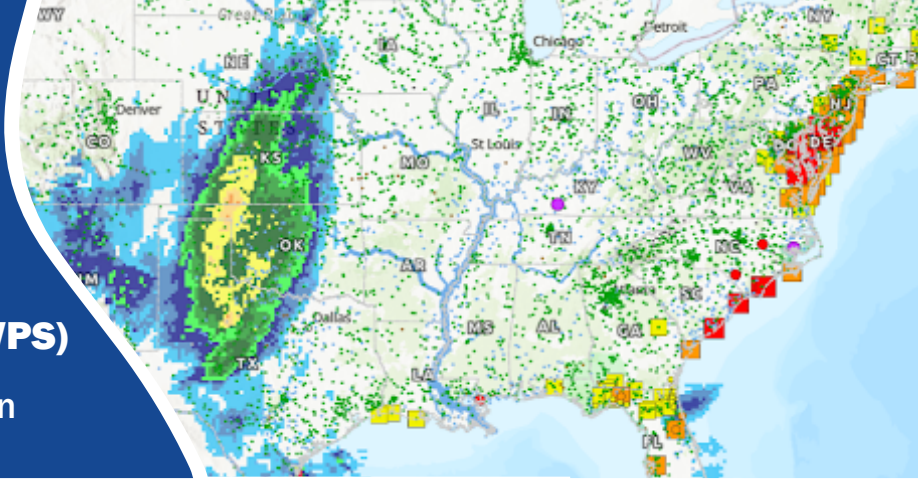 WY
Great Plains
Detroit
NY
Chicago
IA
NE
CT
PA
UNITED
Denver
IL
IN
OH
NJ
STATES
CO
DE
St Louis
KS
MO
WV
KY
VA
OK
TN
NC
AR
NM
Atlanta
SC
Dallas
MS
AL
GA
VPS)
TX
LA
n
FL